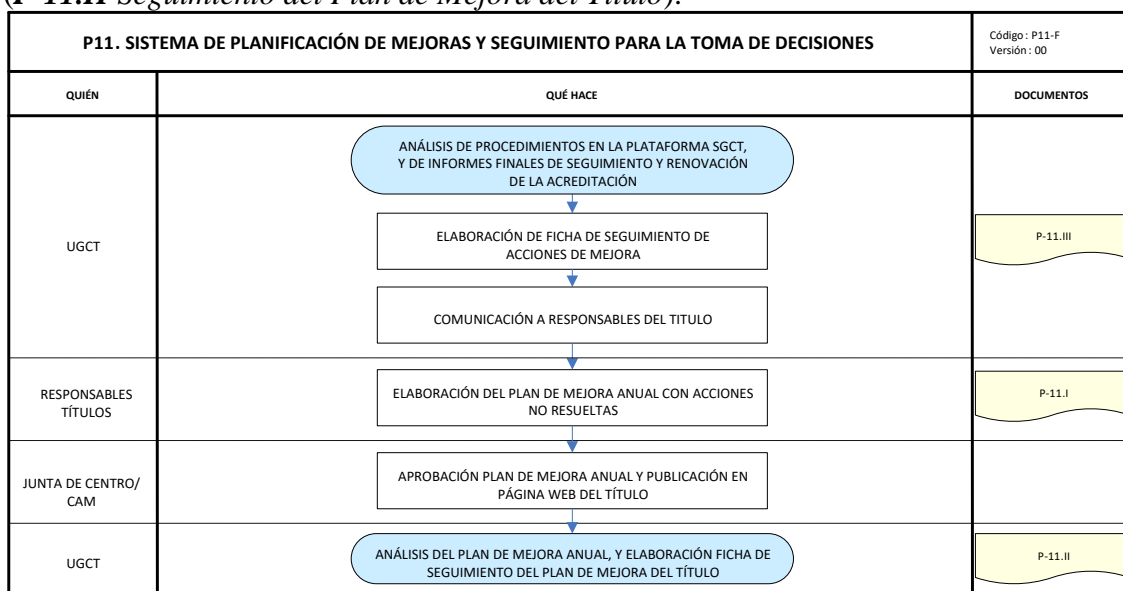 (P-11.II Seguimiento del Plan de Mejora del Título).
P11. SISTEMA DE PLANIFICACIÓN DE MEJORAS Y SEGUIMIENTO PARA LA TOMA DE DECISIONES
Código : P11-F
Versión : 00
QUIÉN
QUÉ HACE
DOCUMENTOS
ANÁLISIS DE PROCEDIMIENTOS EN LA PLATAFORMA SGCT,
Y DE INFORMES FINALES DE SEGUIMIENTO Y RENOVACIÓN
DE LA ACREDITACIÓN
UGCT
ELABORACIÓN DE FICHA DE SEGUIMIENTO DE
ACCIONES DE MEJORA
P-11.III
COMUNICACIÓN A RESPONSABLES DEL TITULO
RESPONSABLES
TÍTULOS
ELABORACIÓN DEL PLAN DE MEJORA ANUAL CON ACCIONES
NO RESUELTAS
P-11.I
JUNTA DE CENTRO/
CAM
APROBACIÓN PLAN DE MEJORA ANUAL Y PUBLICACIÓN EN
PÁGINA WEB DEL TÍTULO
UGCT
ANÁLISIS DEL PLAN DE MEJORA ANUAL, Y ELABORACIÓN FICHA DE
SEGUIMIENTO DEL PLAN DE MEJORA DEL TÍTULO
P-11.II